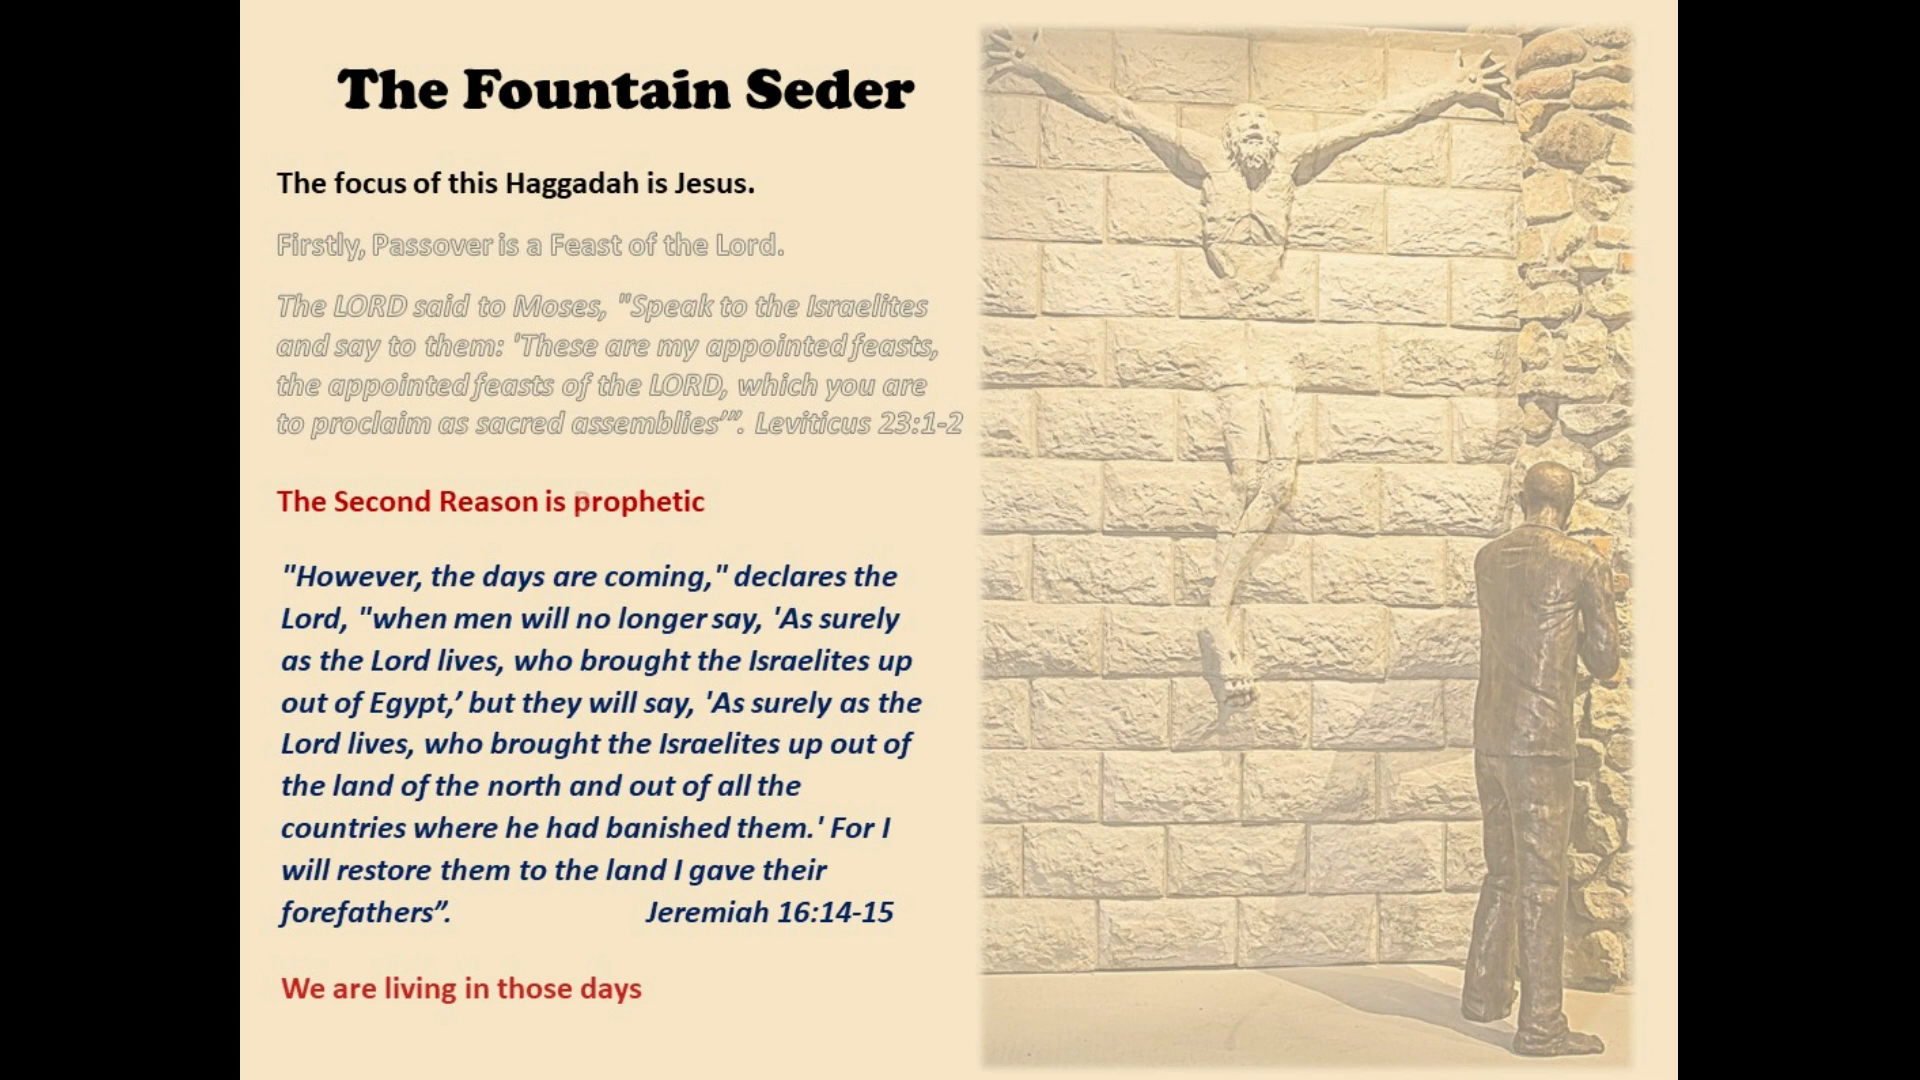 The Fountain Seder
The focus of this Haggadah is Jesus.
Firstly, Passover is a Feast of the Lord.
The LORD said to Moses, "Speak to the Israelites
and say to them: 'These are my appointed feasts,
the appointed feasts of the LORD, which you are
to proclaim as sacred assemblies’”. Leviticus 23:1-2
The Second Reason is prophetic
"However, the days are coming," declares the
Lord, "when men will no longer say, 'As surely
as the Lord lives, who brought the Israelites up
out of Egypt,’ but they will say, 'As surely as the
Lord lives, who brought the Israelites up out of
the land of the north and out of all the
countries where he had banished them.' For I
will restore them to the land I gave their
forefathers”. Jeremiah 16:14-15
We are living in those days